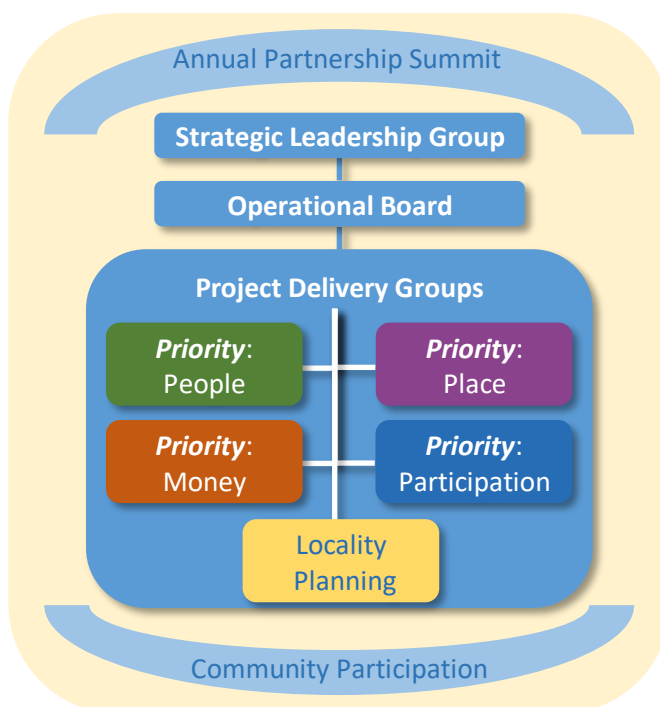 Annual Partnership Summit
Strategic Leadership Group
Operational Board
Project Delivery Groups
Priority:
People
Priority:
Place
Priority:
Money
Priority:
Participation
Locality
Planning
Community Participation